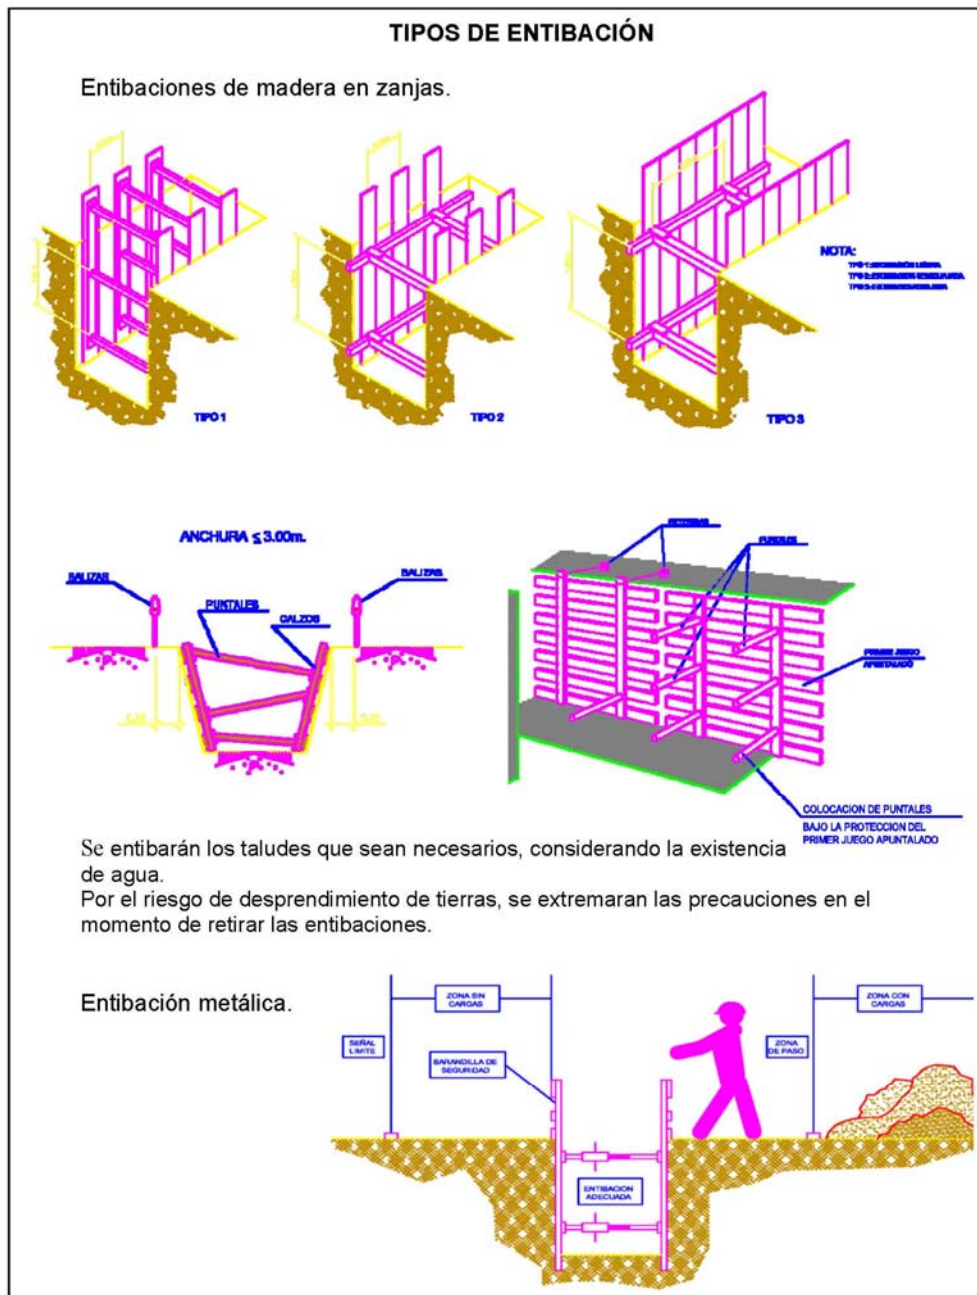 TIPOS DE ENTIBACIÓN
Entibaciones de madera en zanjas.
NOTA:
TIPO 1
TIPO 2
TIPO 3
ANCHURA ≤ 3.00m.
BALIZAS
BALIZAS
PUNTALES
CALZOS
PRIMER JUEGO
APUNTALADO
COLOCACION DE PUNTALES
BAJO LA PROTECCION DEL
PRIMER JUEGO APUNTALADO
Se entibarán los taludes que sean necesarios, considerando la existencia
de agua.
Por el riesgo de desprendimiento de tierras, se extremaran las precauciones en el
momento de retirar las entibaciones.
Entibación metálica.
ZONA SIN
CARGAS
ZONA CON
CARGAS
SEÑAL
LIMITE
BARANDILLA DE
SEGURIDAD
ZONA
DE PASO
ENTIBACION
ADECUADA